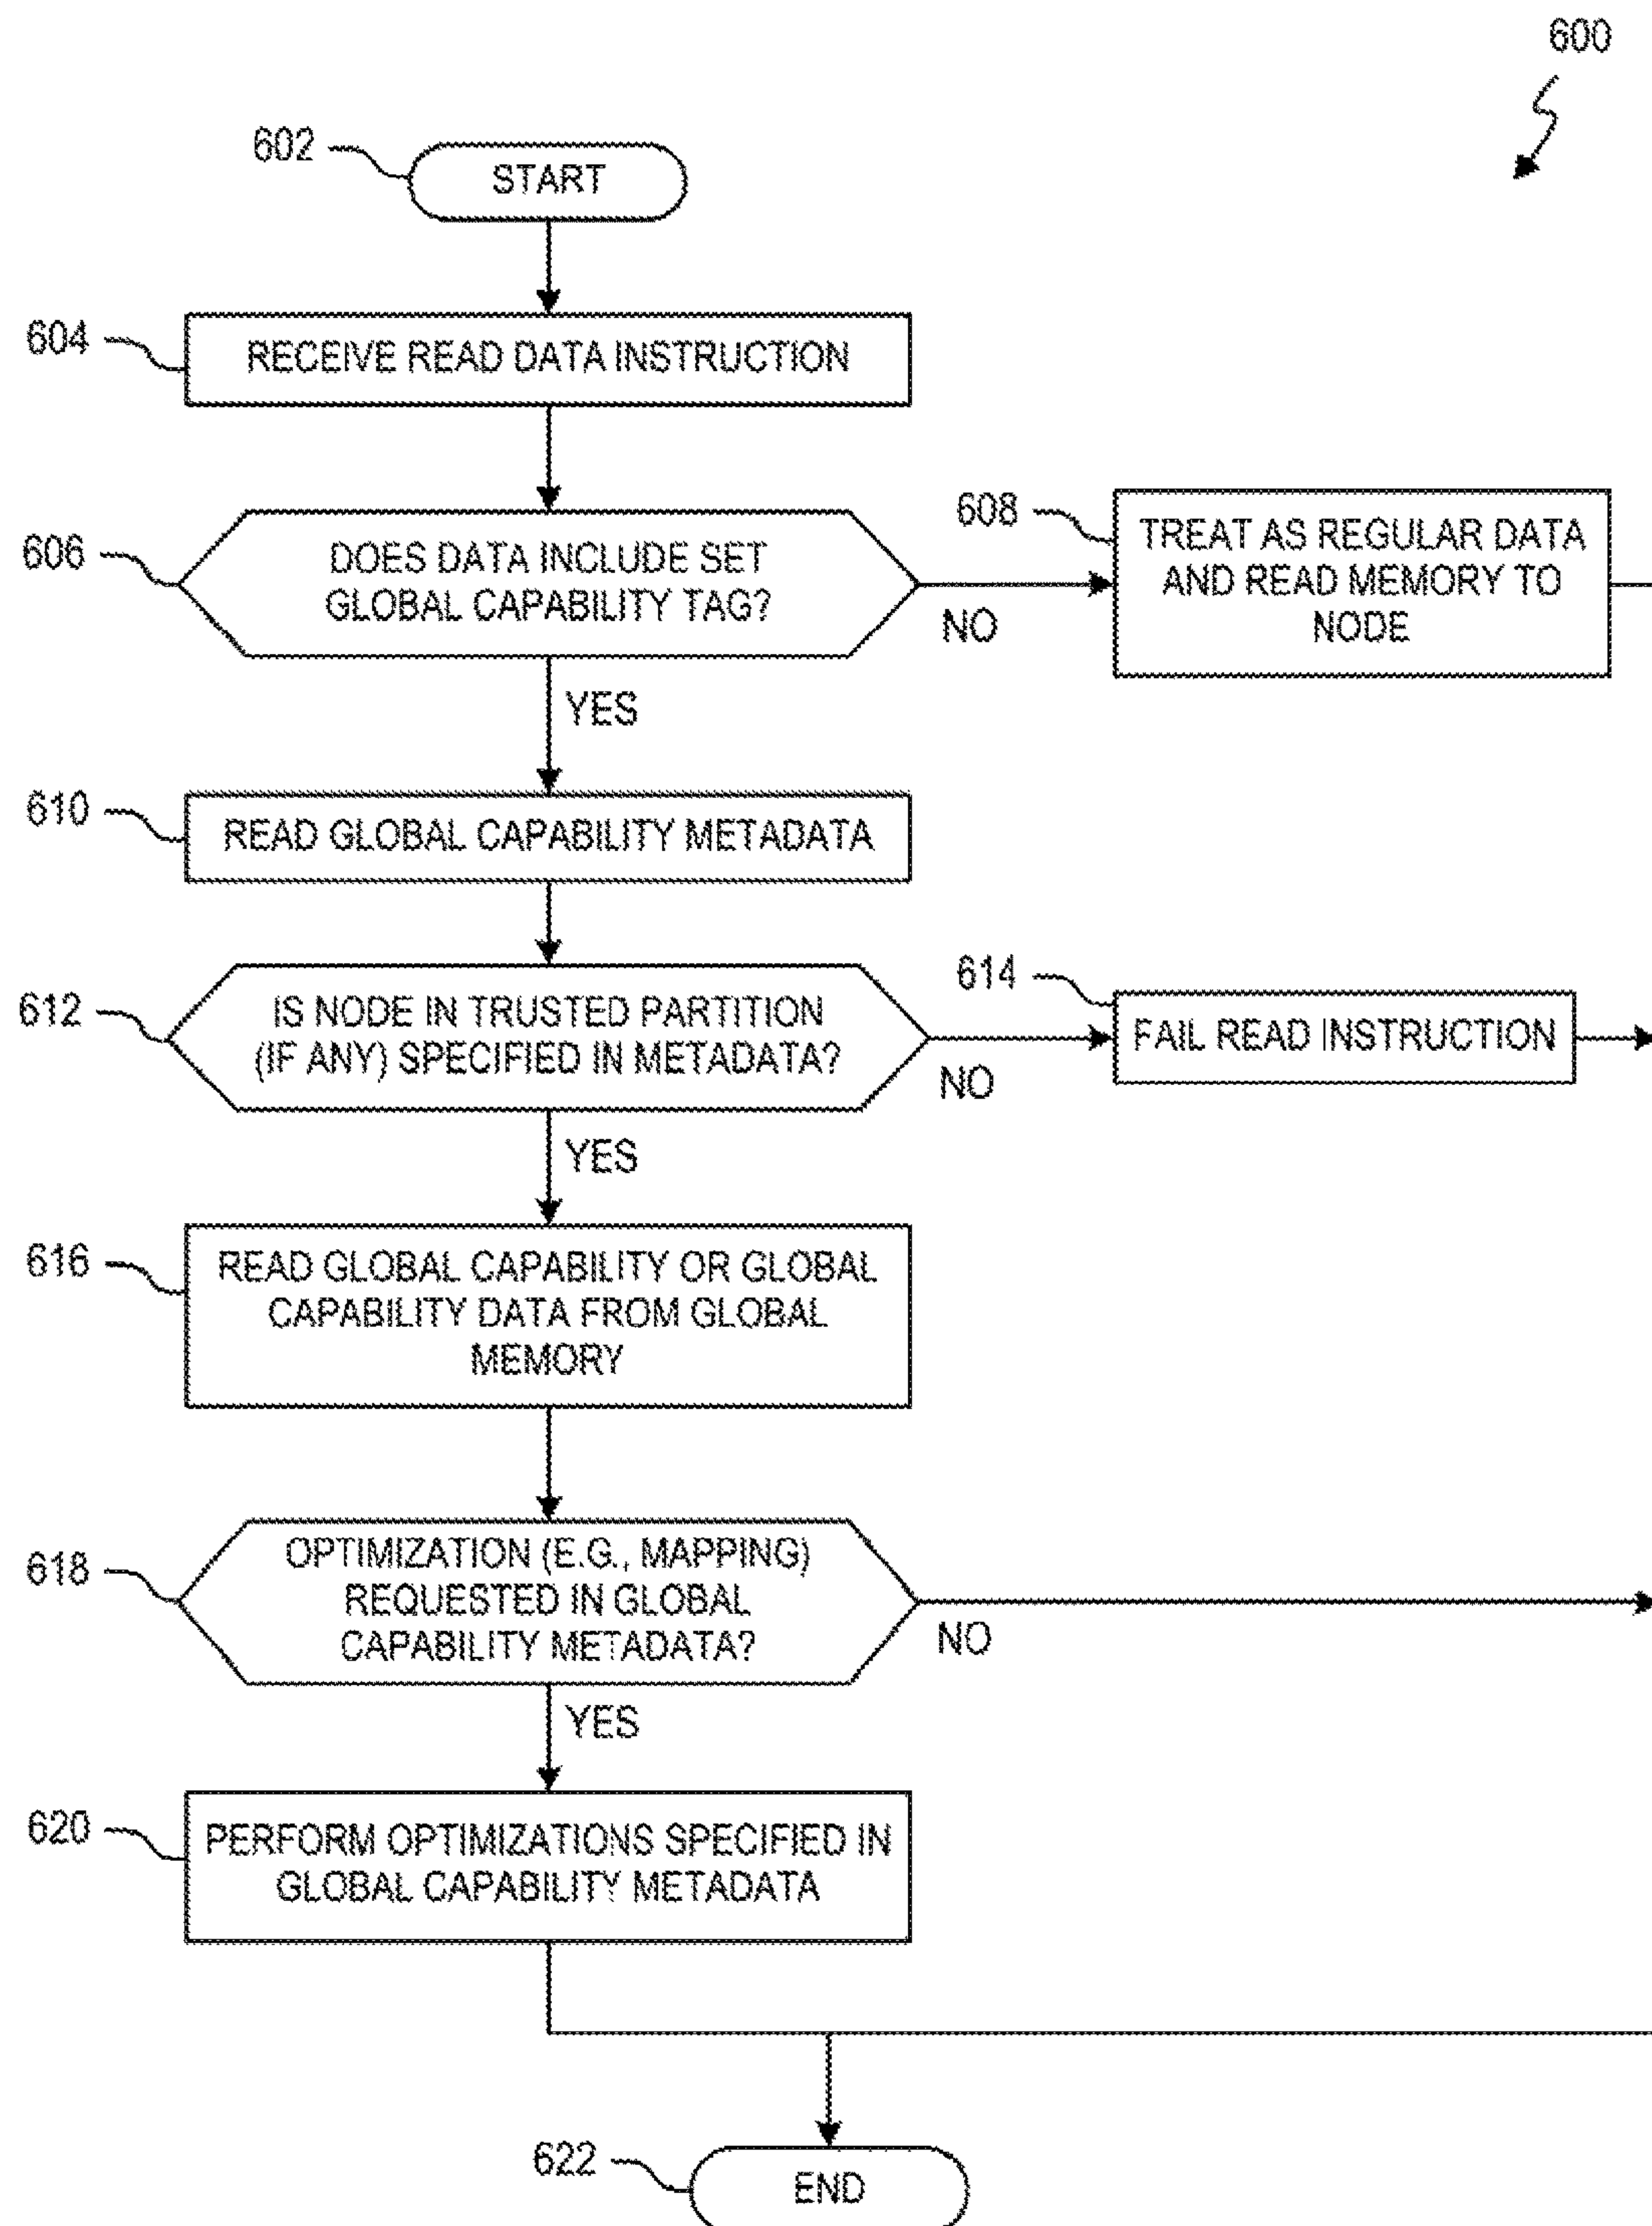 600
602
START
604
RECEIVE READ DATA INSTRUCTION
606
DOES DATA INCLUDE SET
GLOBAL CAPABILITY TAG?
NO
608
TREAT AS REGULAR DATA
AND READ MEMORY TO
NODE
YES
610
READ GLOBAL CAPABILITY METADATA
612
IS NODE IN TRUSTED PARTITION
(IF ANY) SPECIFIED IN METADATA?
NO
614
FAIL READ INSTRUCTION
YES
616
READ GLOBAL CAPABILITY OR GLOBAL
CAPABILITY DATA FROM GLOBAL
MEMORY
618
OPTIMIZATION (E.G., MAPPING)
REQUESTED IN GLOBAL
CAPABILITY METADATA?
NO
YES
620
PERFORM OPTIMIZATIONS SPECIFIED IN
GLOBAL CAPABILITY METADATA
622
END